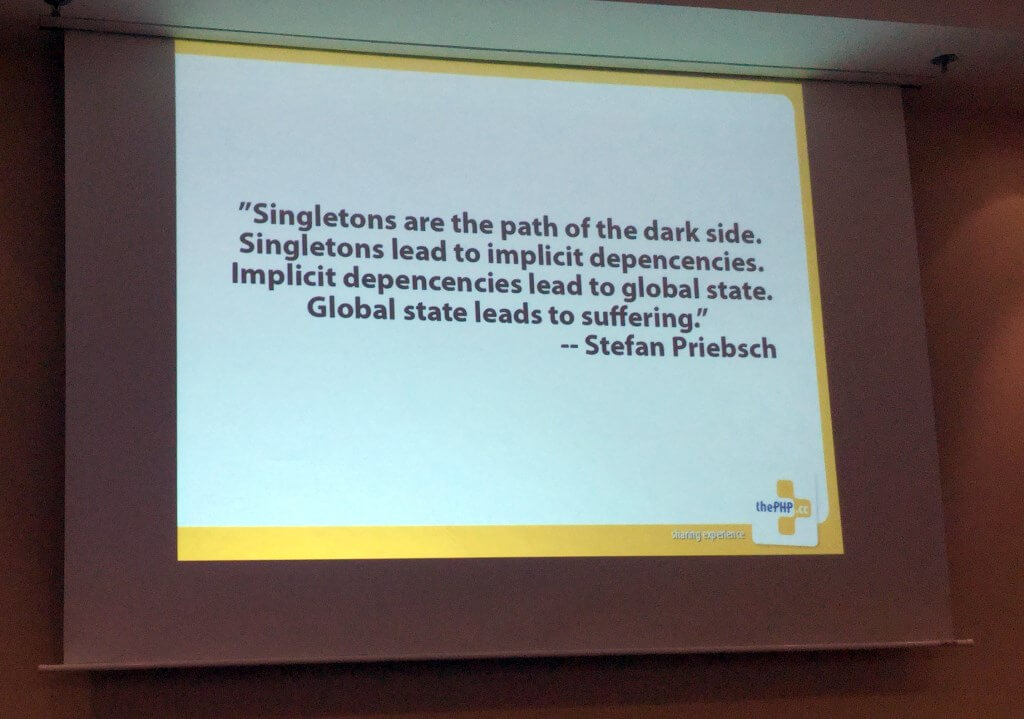 ”Singletons are the path of the dark side.
Singletons lead to implicit depencencies.
Implicit depencencies lead to global state.
Global state leads to suffering.”
-- Stefan Priebsch
thePHP.cc
sharing experience